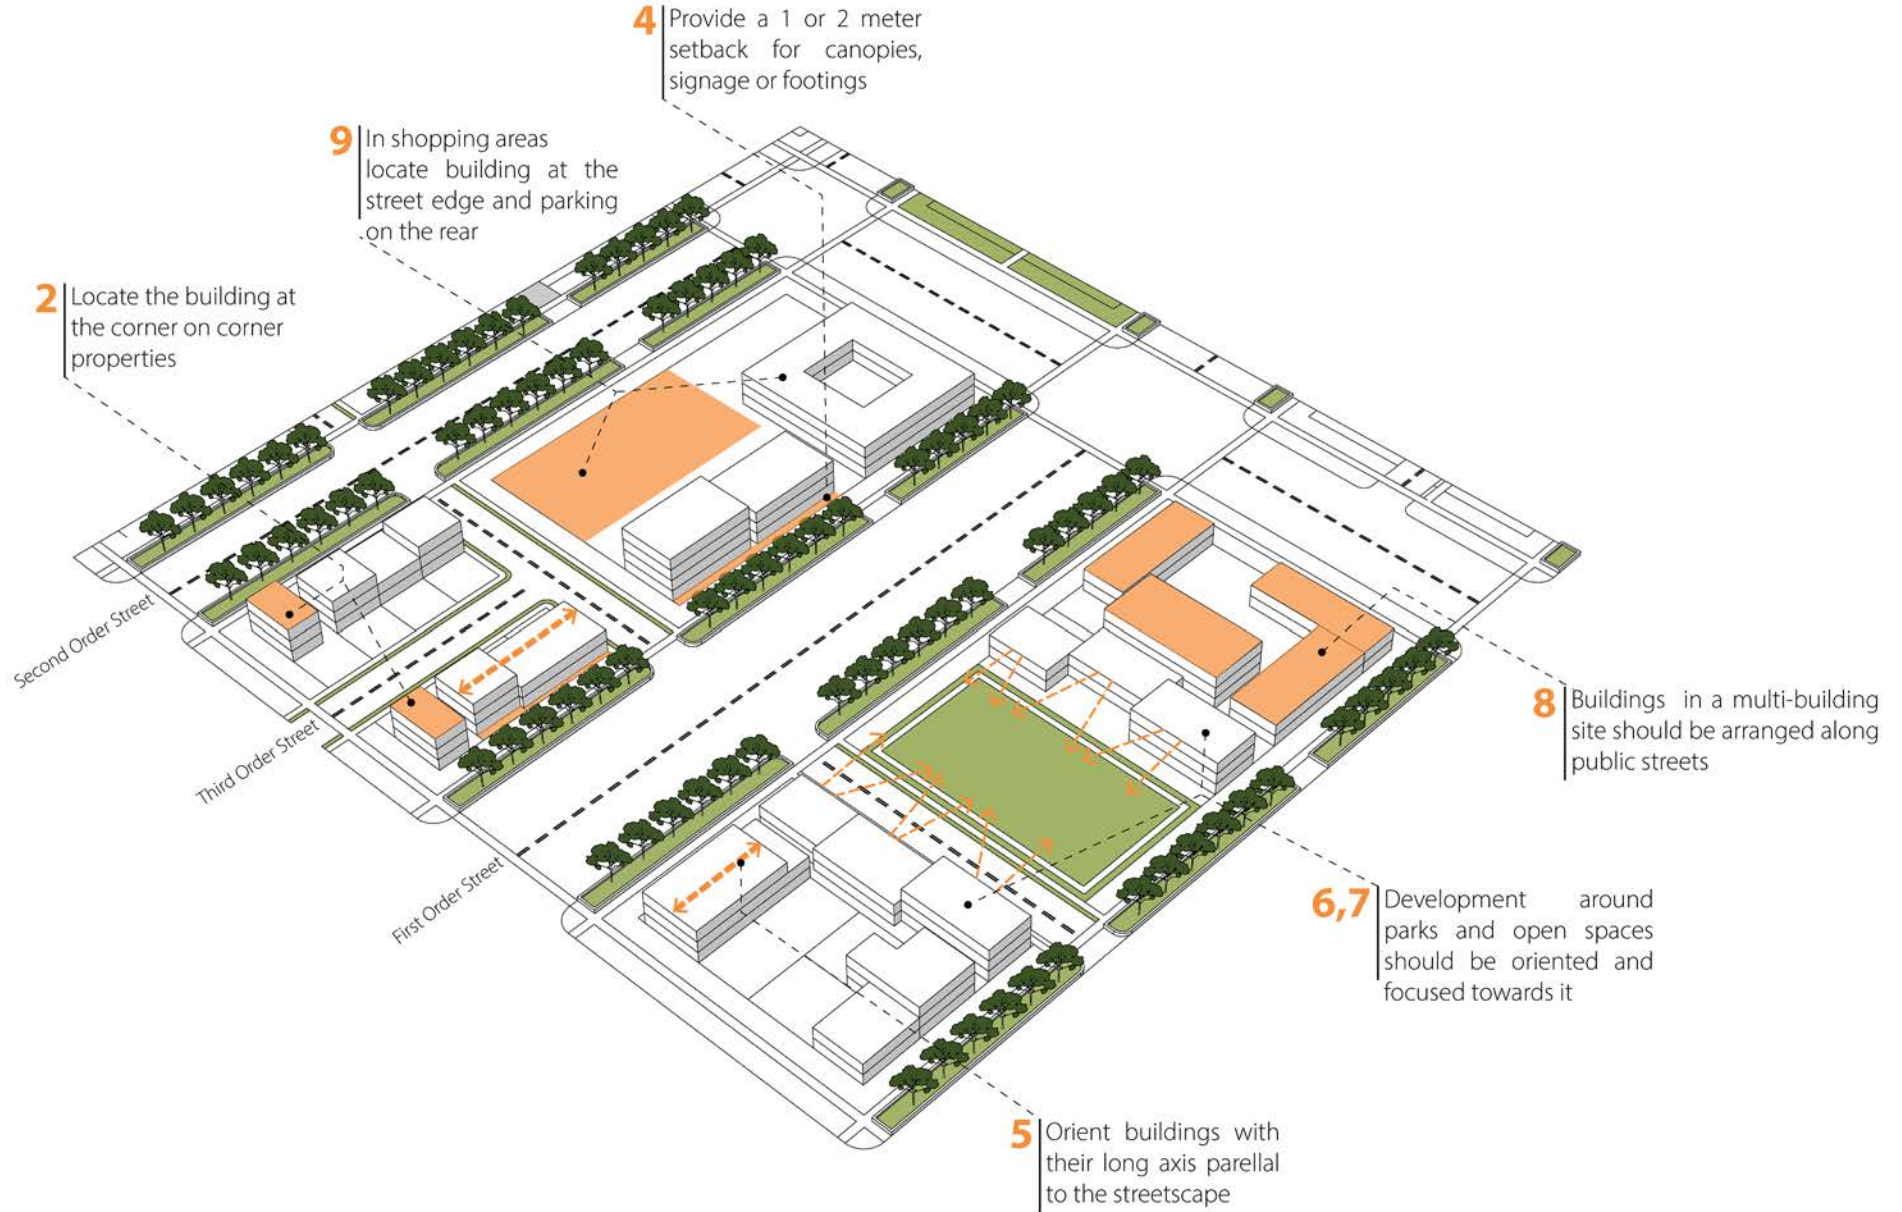 4
Provide a 1 or 2 meter
setback for canopies,
signage or footings
9
In shopping areas
locate building at the
street edge and parking
on the rear
2
Locate the building at
the corner on corner
properties
Second Order Street
Third Order Street
First Order Street
8
Buildings in a multi-building
site should be arranged along
public streets
6,7
Development around
parks and open spaces
should be oriented and
focused towards it
5
Orient buildings with
their long axis parellal
to the streetscape